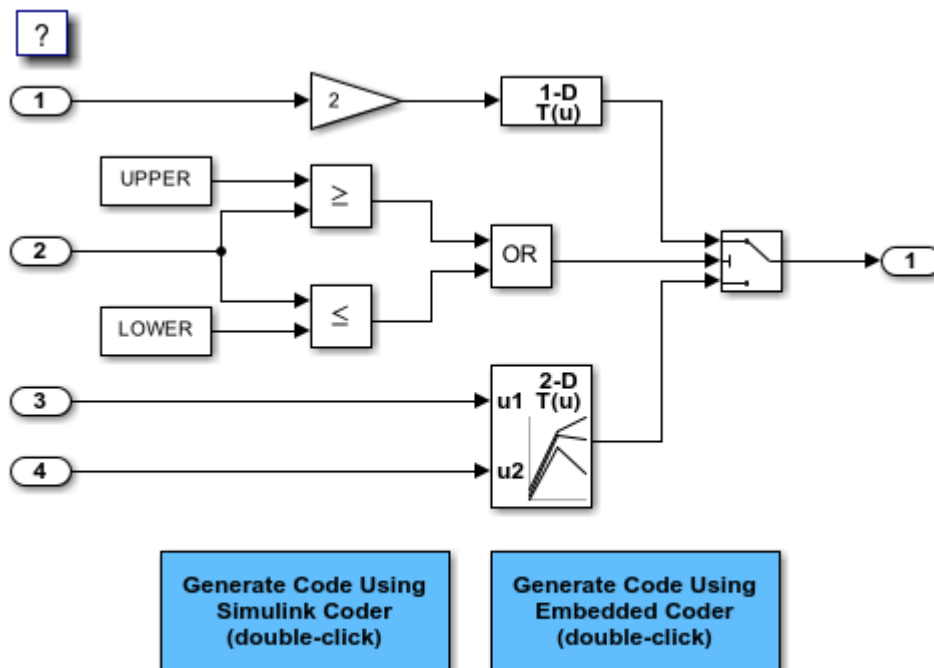 ?
1
2
1-D
T(u)
UPPER
≥
2
OR
1
LOWER
≤
3
u1
2-D
T(u)
4
u2
Generate Code Using
Simulink Coder
(double-click)
Generate Code Using
Embedded Coder
(double-click)